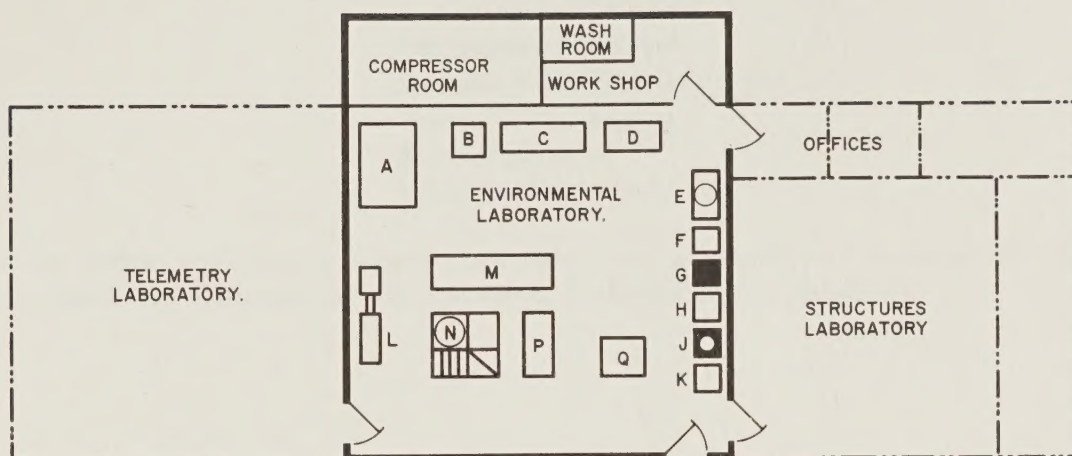 WASH
ROOM
COMPRESSOR
ROOM
WORK SHOP
OFFICES
A
B
C
D
E
ENVIRONMENTAL
LABORATORY.
F
G
H
J
K
TELEMETRY
LABORATORY.
M
L
N
P
Q
STRUCTURES
LABORATORY